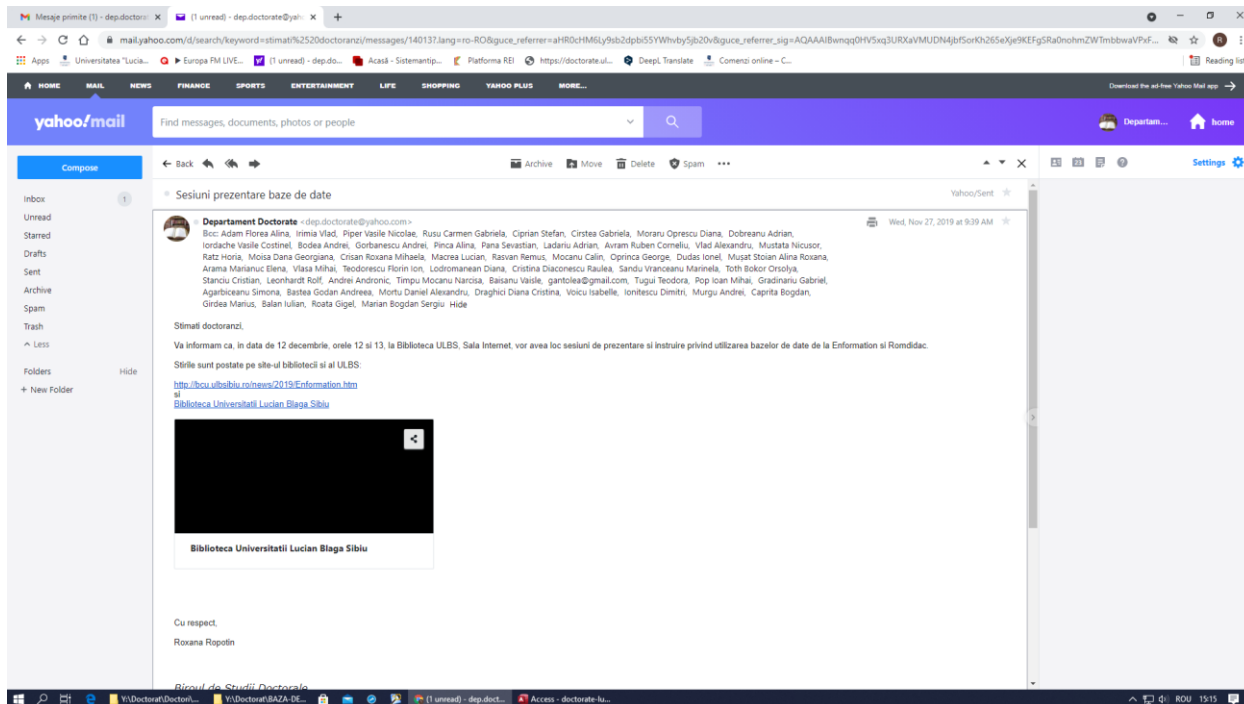 Mesaje primite (1) - dep.doctora
(1 unread) - dep.doctorate@yaho
mail.yahoo.com/d/search/keyword=stimati%2520doctoranzi/messages/14013?.lang=ro-RO&guce_referrer=
Apps
Universitatea "Lucia...
Europa FM LIVE...
(1 unread) - dep.do...
Acasă - Sistemantip...
Platforma REI
https://doctorate.ul...
DeepL Translate
Comenzi online – C...
Reading list
HOME MAIL NEWS FINANCE SPORTS ENTERTAINMENT LIFE SHOPPING YAHOO PLUS MORE...
Download the ad-free Yahoo Mail app
yahoo!mail
Find messages, documents, photos or people
Departam...
home
Compose
Back
Archive Move Delete Spam
Settings
23
Inbox 1
Unread
Starred
Drafts
Sent
Archive
Spam
Trash
Less
Folders Hide
+ New Folder
Sesiuni prezentare baze de date
Yahoo/Sent
Departament Doctorate <dep.doctorate@yahoo.com>
Wed, Nov 27, 2019 at 9:39 AM
Bcc: Adam Florea Alina, Irimia Vlad, Piper Vasile Nicolae, Rusu Carmen Gabriela, Ciprian Stefan, Cirstea Gabriela, Moraru Oprescu Diana, Dobreanu Adrian,
Iordache Vasile Costinel, Bodea Andrei, Gorbanescu Andrei, Pinca Alina, Pana Sevastian, Ladariu Adrian, Avram Ruben Corneliu, Vlad Alexandru, Mustata Nicusor,
Ratz Horia, Moisa Dana Georgiana, Crisan Roxana Mihaela, Macrea Lucian, Rasvan Remus, Mocanu Calin, Oprinca George, Dudas Ionel, Musat Stoian Alina Roxana,
Arama Marianuc Elena, Vlasa Mihai, Teodorescu Florin Ion, Lodromanean Diana, Cristina Diaconescu Raulea, Sandu Vranceanu Marinela, Toth Bokor Orsolya,
Stanciu Cristian, Leonhardt Rolf, Andrei Andronic, Timpu Mocanu Narcisa, Baisanu Vaisle, gantolea@gmail.com, Tugui Teodora, Pop Ioan Mihai, Gradinariu Gabriel,
Agarbiceanu Simona, Bastea Godan Andreea, Mortu Daniel Alexandru, Draghici Diana Cristina, Voicu Isabelle, Ionitescu Dimitri, Murgu Andrei, Caprita Bogdan,
Girdea Marius, Balan Iulian, Roata Gigel, Marian Bogdan Sergiu Hide
Stimati doctoranzi,
Va informam ca, in data de 12 decembrie, orele 12 si 13, la Biblioteca ULBS, Sala Internet, vor avea loc sesiuni de prezentare si instruire privind utilizarea bazelor de date de la Enformation si Romdidac.
Stirile sunt postate pe site-ul bibliotecii si al ULBS:
http://bcu.ulbsibiu.ro/news/2019/Enformation.htm
si
Biblioteca Universitatii Lucian Blaga Sibiu
Biblioteca Universitatii Lucian Blaga Sibiu
Cu respect,
Roxana Ropotin
Biroul de Studii Doctorale
Y:\Doctorat\Doctori\...
Y:\Doctorat\BAZA-DE...
(1 unread) - dep.doct...
Access - doctorate-lu...
ROU 15:15